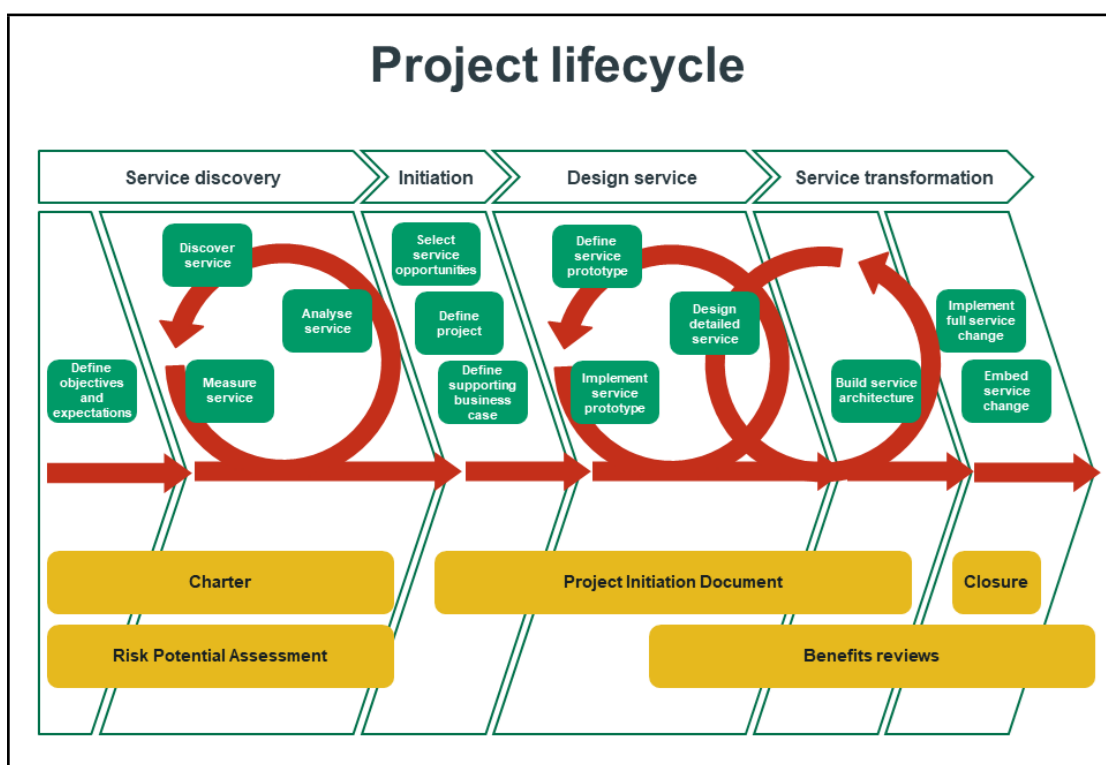 Project lifecycle
Service discovery
Initiation
Design service
Service transformation
Discover
service
Analyse
service
Measure
service
Define
objectives
and
expectations
Select
service
opportunities
Define
project
Define
supporting
business
case
Define
service
prototype
Design
detailed
service
Implement
service
prototype
Build service
architecture
Implement
full service
change
Embed
service
change
Charter
Project Initiation Document
Closure
Risk Potential Assessment
Benefits reviews